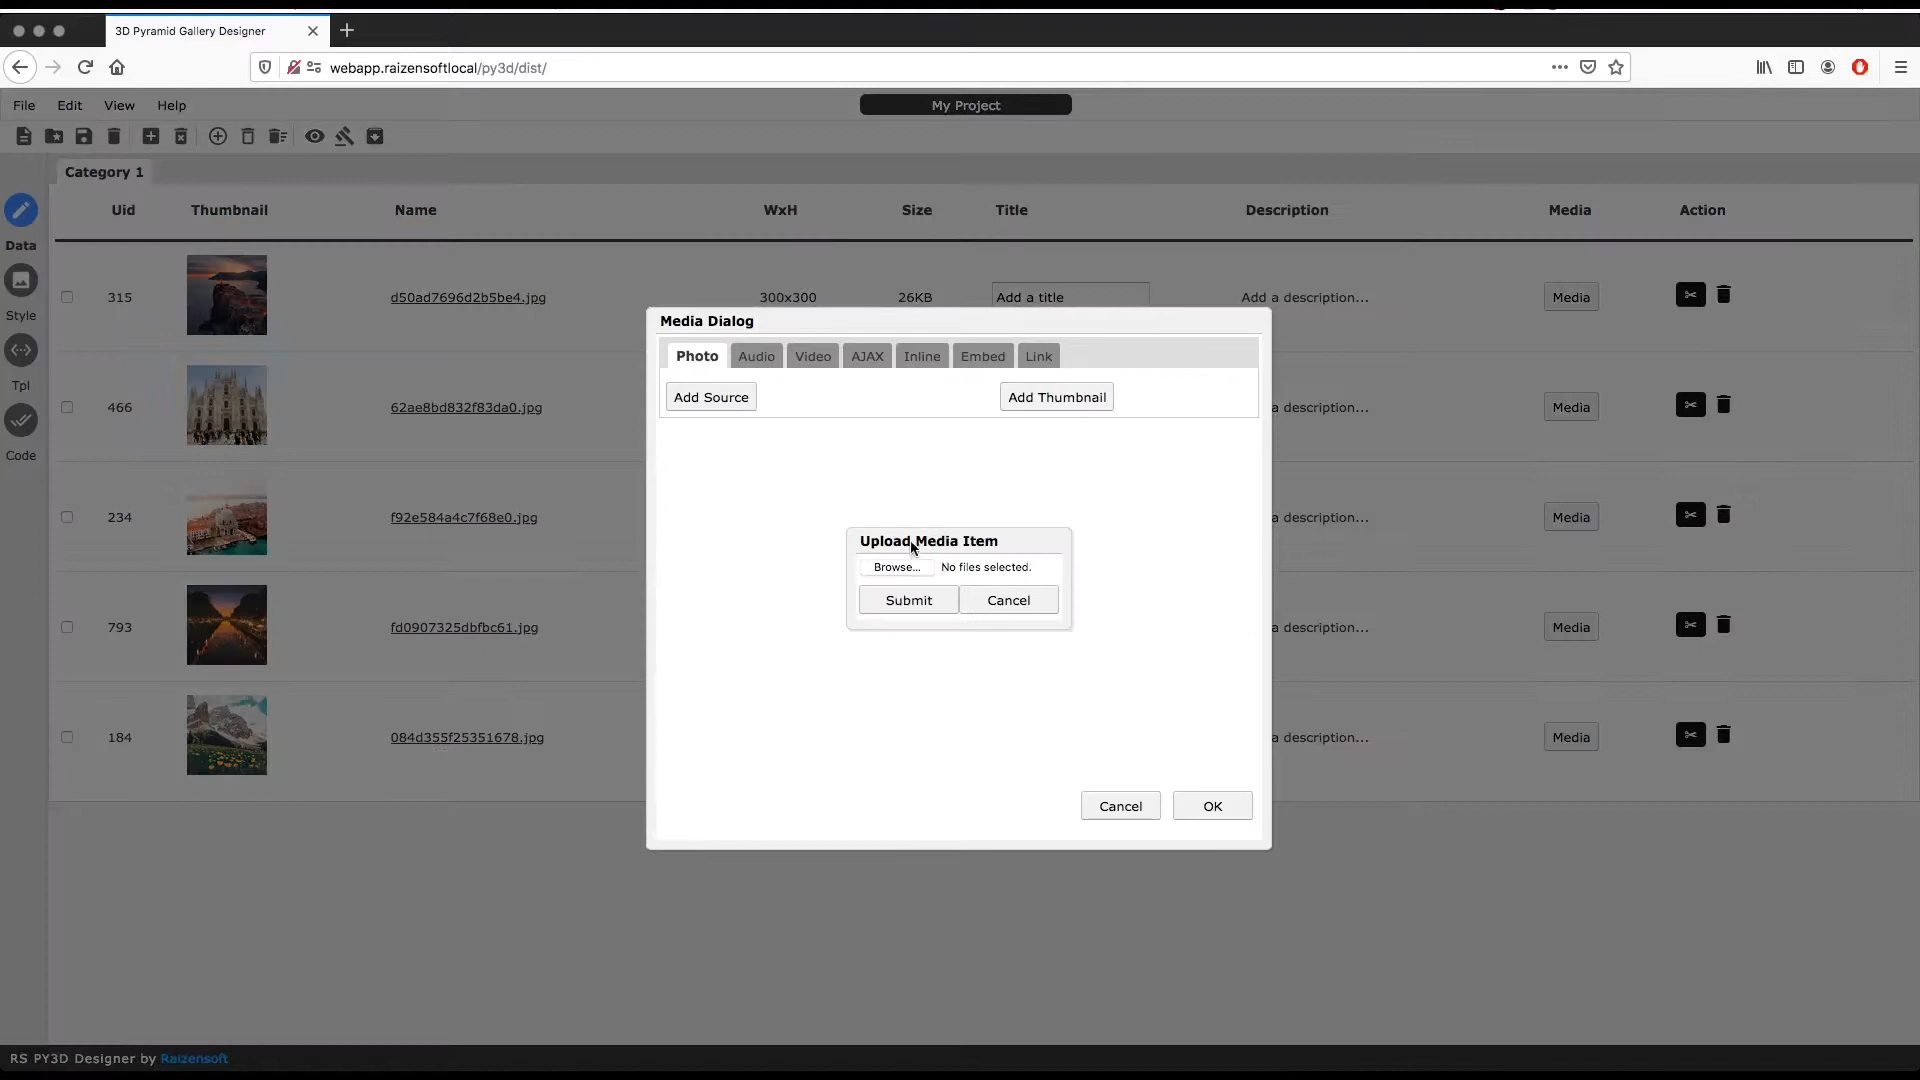 3D Pyramid Gallery Designer
webapp.raizensoftlocal/py3d/dist/
File Edit View Help
My Project
Category 1
Uid Thumbnail Name WxH Size Title Description Media Action
315 d50ad7696d2b5be4.jpg 300x300 26KB Add a title Add a description... Media
Media Dialog
Photo Audio Video AJAX Inline Embed Link
Add Source Add Thumbnail
466 62ae8bd832f83da0.jpg a description... Media
234 f92e584a4c7f68e0.jpg a description... Media
Upload Media Item
Browse... No files selected.
Submit Cancel
793 fd0907325dbfbc61.jpg a description... Media
184 084d355f25351678.jpg a description... Media
Cancel OK
Data
Style
Tpl
Code
RS PY3D Designer by Raizensoft